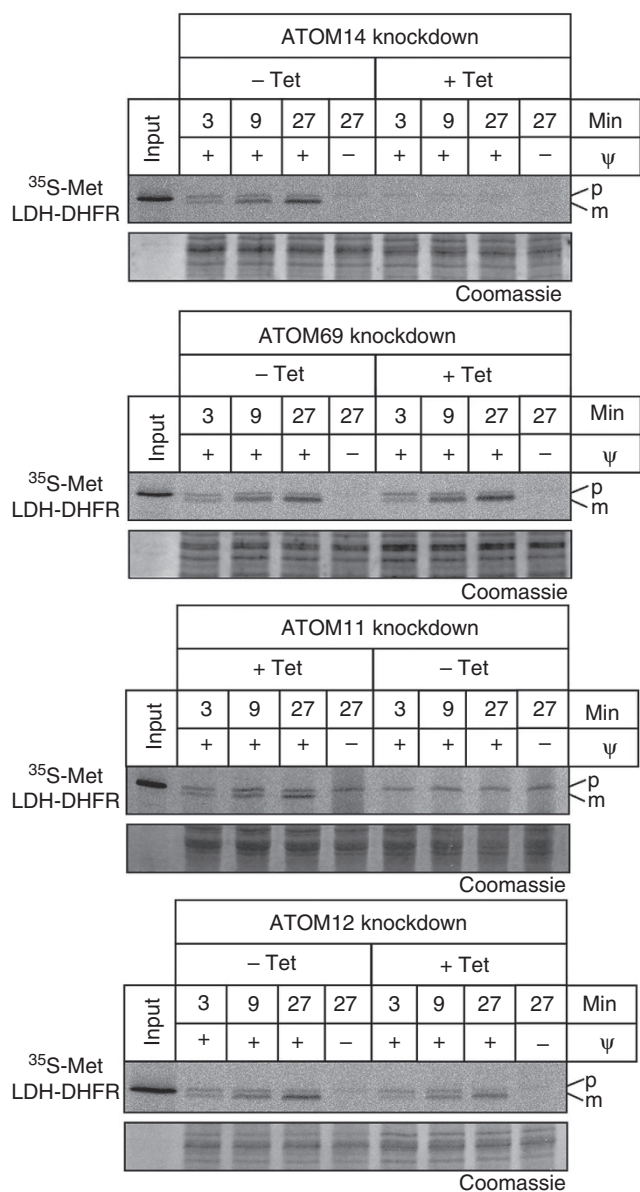 ATOM14 knockdown
– Tet + Tet
Input 3 9 27 27 3 9 27 27 Min
+ + + – + + + – ψ
35S-Met
LDH-DHFR
p
m
Coomassie
ATOM69 knockdown
– Tet + Tet
Input 3 9 27 27 3 9 27 27 Min
+ + + – + + + – ψ
35S-Met
LDH-DHFR
p
m
Coomassie
ATOM11 knockdown
+ Tet – Tet
Input 3 9 27 27 3 9 27 27 Min
+ + + – + + + – ψ
35S-Met
LDH-DHFR
p
m
Coomassie
ATOM12 knockdown
– Tet + Tet
Input 3 9 27 27 3 9 27 27 Min
+ + + – + + + – ψ
35S-Met
LDH-DHFR
p
m
Coomassie